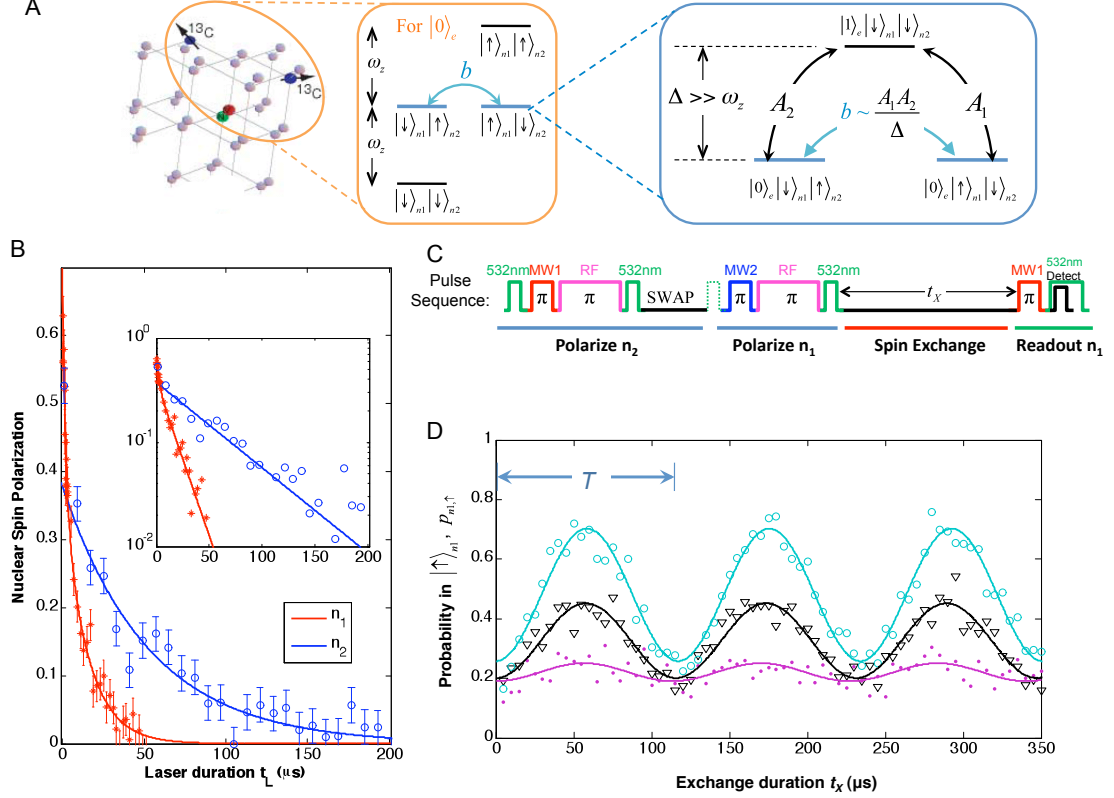 A
13C
13C
For |0⟩e
|↑⟩n1|↑⟩n2
ωz
b
|↓⟩n1|↑⟩n2
|↑⟩n1|↓⟩n2
ωz
|↓⟩n1|↓⟩n2
|1⟩e|↓⟩n1|↓⟩n2
Δ >> ωz
A2
b ~ A1A2/Δ
A1
|0⟩e|↓⟩n1|↑⟩n2
|0⟩e|↑⟩n1|↓⟩n2
B
Nuclear Spin Polarization
0.6
0.5
0.4
0.3
0.2
0.1
0
10^0
10^-1
10^-2
0 50 100 150 200
n1
n2
0 50 100 150 200
Laser duration tL (μs)
C
Pulse Sequence:
532nm MW1 RF 532nm MW2 RF 532nm MW1 532nm Detect
π π SWAP π π tX π
Polarize n2 Polarize n1 Spin Exchange Readout n1
D
Probability in |↑⟩n1, pn1,↑
1
0.8
0.6
0.4
0.2
0
T
0 50 100 150 200 250 300 350
Exchange duration tX (μs)